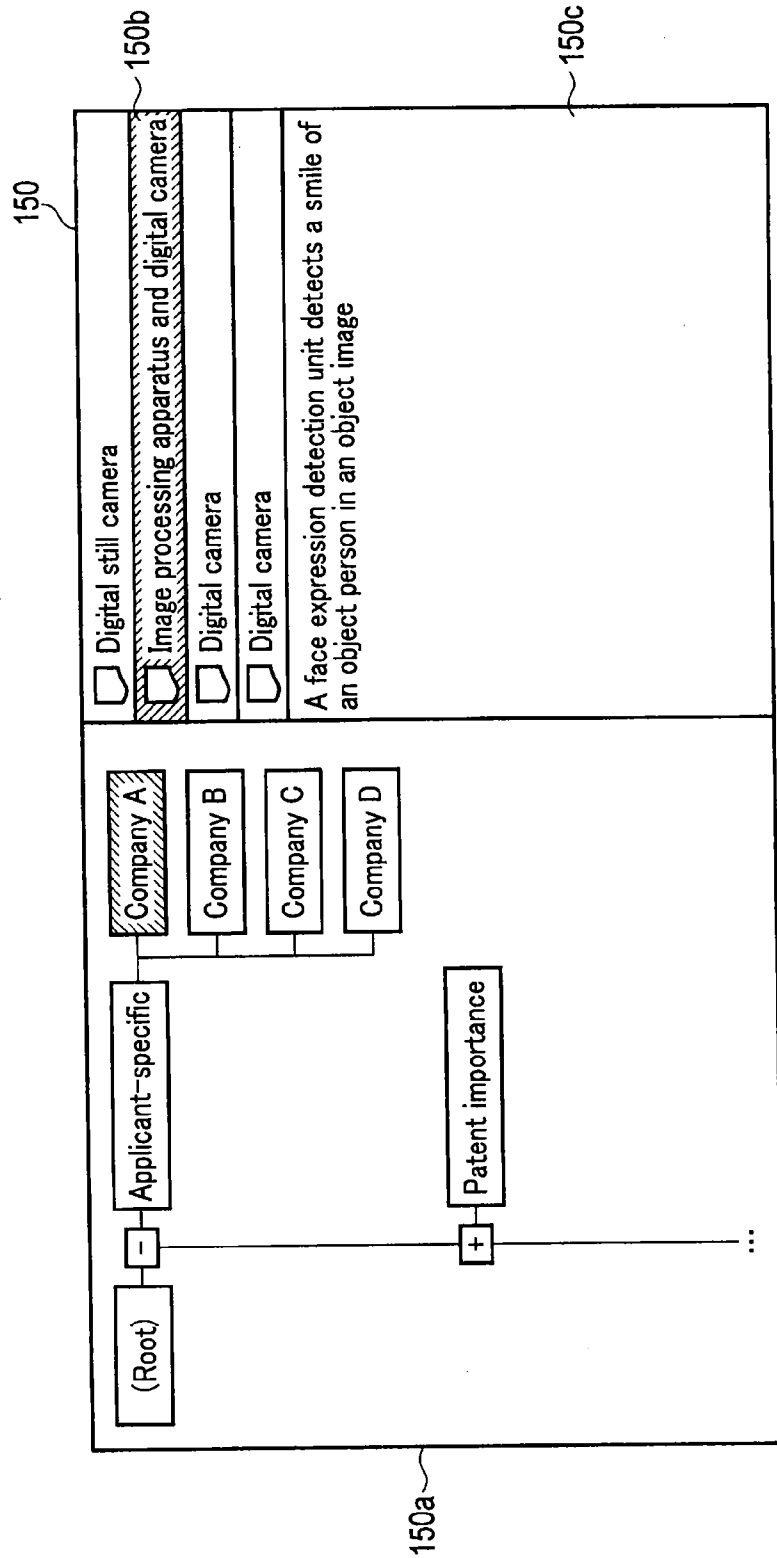 150
150b
150a
150c
(Root)
-
Applicant-specific
Company A
Company B
Company C
Company D
+
Patent importance
...
Digital still camera
Image processing apparatus and digital camera
Digital camera
Digital camera
A face expression detection unit detects a smile of
an object person in an object image